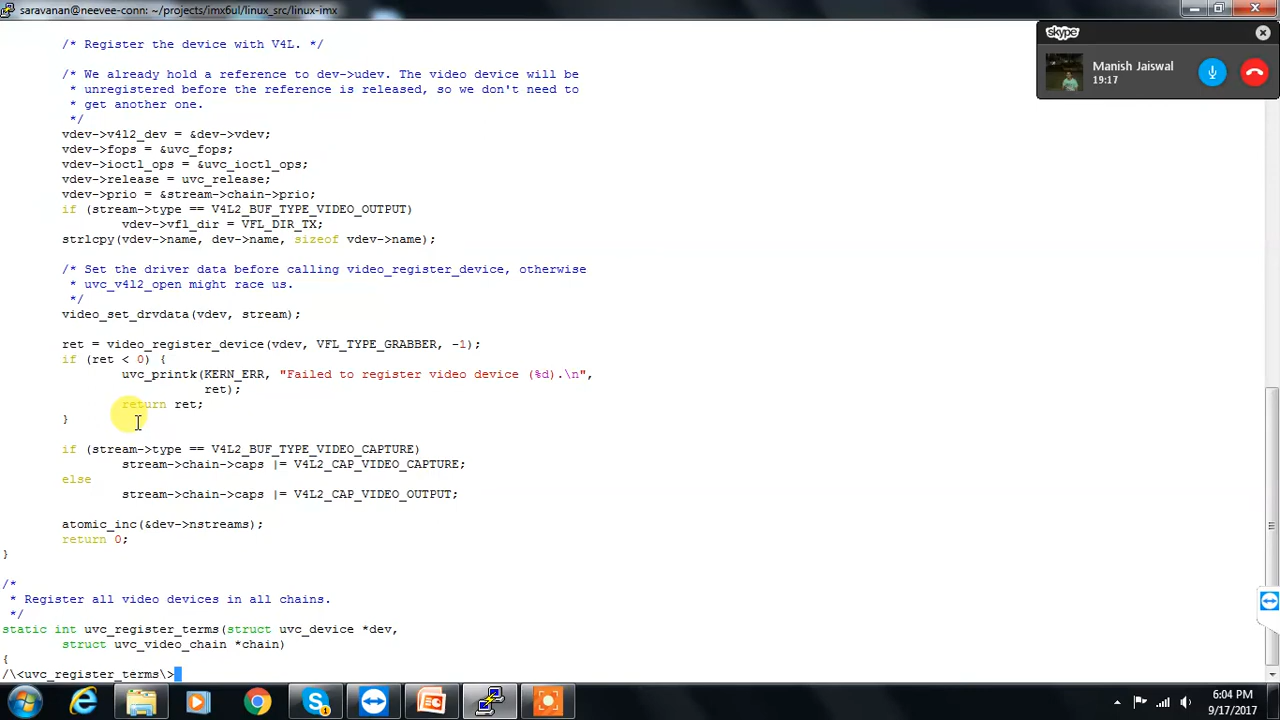 saravanan@neevee-conn: ~/projects/imx6ul/linux_src/linux-imx
/* Register the device with V4L. */
/* We already hold a reference to dev->udev. The video device will be
* unregistered before the reference is released, so we don't need to
* get another one.
*/
vdev->v4l2_dev = &dev->vdev;
vdev->fops = &uvc_fops;
vdev->ioctl_ops = &uvc_ioctl_ops;
vdev->release = uvc_release;
vdev->prio = &stream->chain->prio;
if (stream->type == V4L2_BUF_TYPE_VIDEO_OUTPUT)
vdev->vfl_dir = VFL_DIR_TX;
strlcpy(vdev->name, dev->name, sizeof vdev->name);
/* Set the driver data before calling video_register_device, otherwise
* uvc_v4l2_open might race us.
*/
video_set_drvdata(vdev, stream);
ret = video_register_device(vdev, VFL_TYPE_GRABBER, -1);
if (ret < 0) {
uvc_printk(KERN_ERR, "Failed to register video device (%d).\n",
ret);
return ret;
}
if (stream->type == V4L2_BUF_TYPE_VIDEO_CAPTURE)
stream->chain->caps |= V4L2_CAP_VIDEO_CAPTURE;
else
stream->chain->caps |= V4L2_CAP_VIDEO_OUTPUT;
atomic_inc(&dev->nstreams);
return 0;
}
/*
* Register all video devices in all chains.
*/
static int uvc_register_terms(struct uvc_device *dev,
struct uvc_video_chain *chain)
{
/\<uvc_register_terms\>
skype
Manish Jaiswal
19:17
1
6:04 PM
9/17/2017